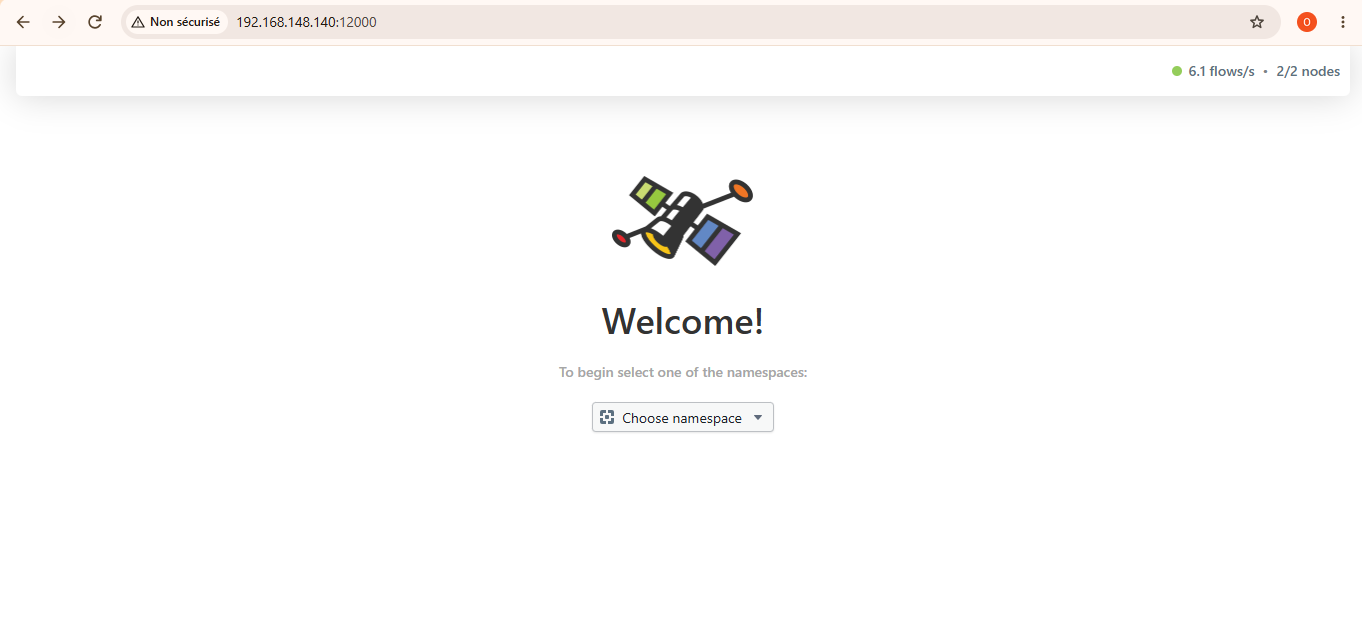 Non sécurisé 192.168.148.140:12000 O
6.1 flows/s • 2/2 nodes
Welcome!
To begin select one of the namespaces:
Choose namespace